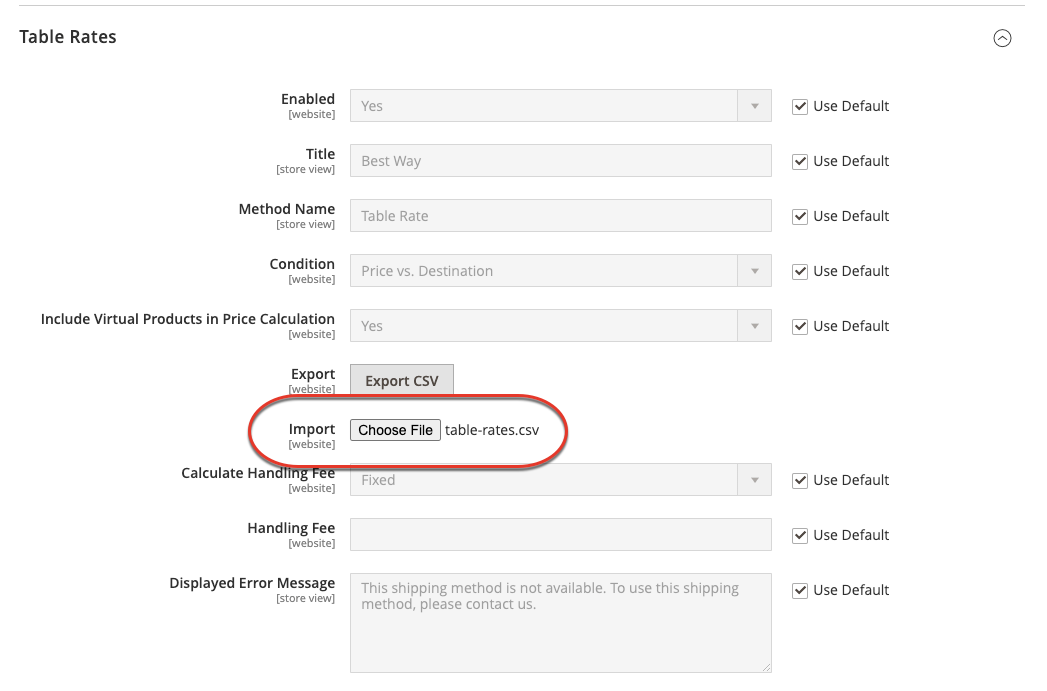 Table Rates
Enabled
[website]
Yes
Use Default
Title
[store view]
Best Way
Use Default
Method Name
[store view]
Table Rate
Use Default
Condition
[website]
Price vs. Destination
Use Default
Include Virtual Products in Price Calculation
[website]
Yes
Use Default
Export
[website]
Export CSV
Import
[website]
Choose File table-rates.csv
Calculate Handling Fee
[website]
Fixed
Use Default
Handling Fee
[website]
Use Default
Displayed Error Message
[store view]
This shipping method is not available. To use this shipping
method, please contact us.
Use Default